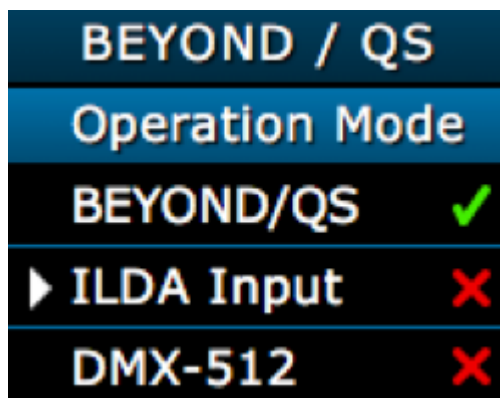 BEYOND / QS
Operation Mode
BEYOND/QS
ILDA Input
DMX-512